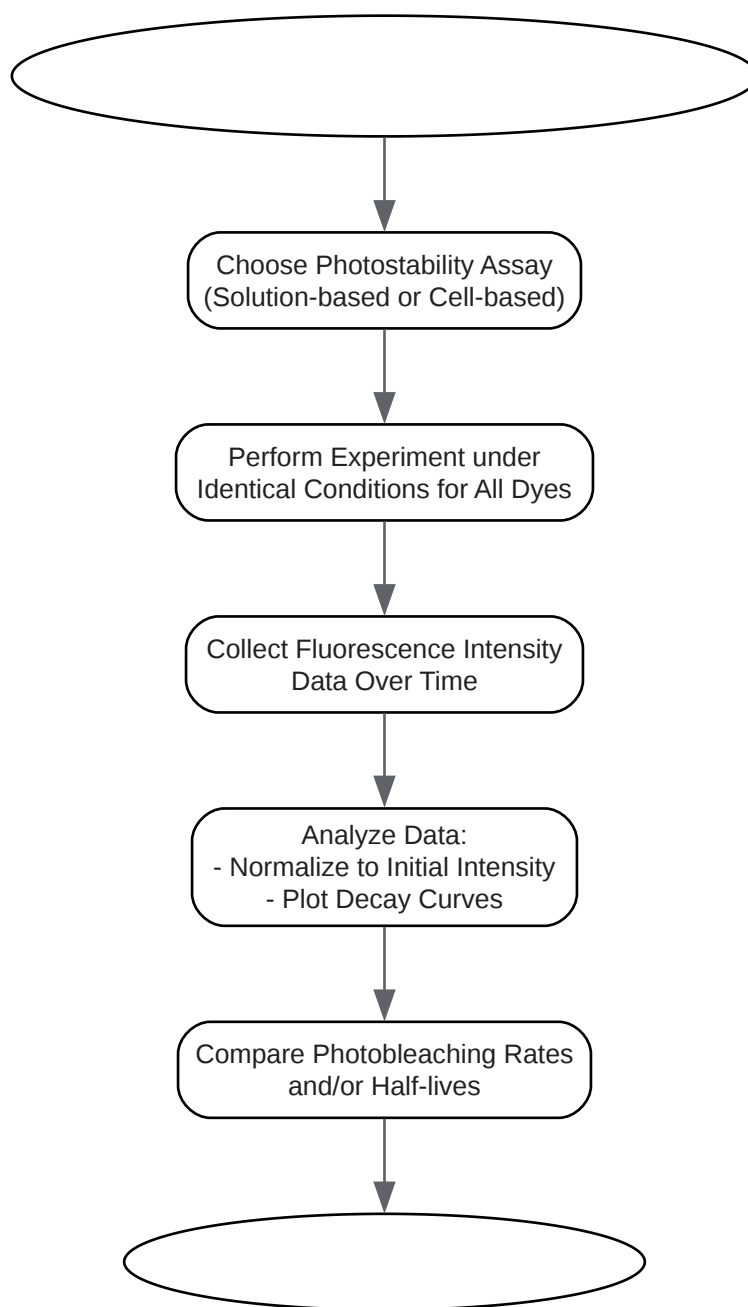 Choose Photostability Assay
(Solution-based or Cell-based)
Perform Experiment under
Identical Conditions for All Dyes
Collect Fluorescence Intensity
Data Over Time
Analyze Data:
- Normalize to Initial Intensity
- Plot Decay Curves
Compare Photobleaching Rates
and/or Half-lives